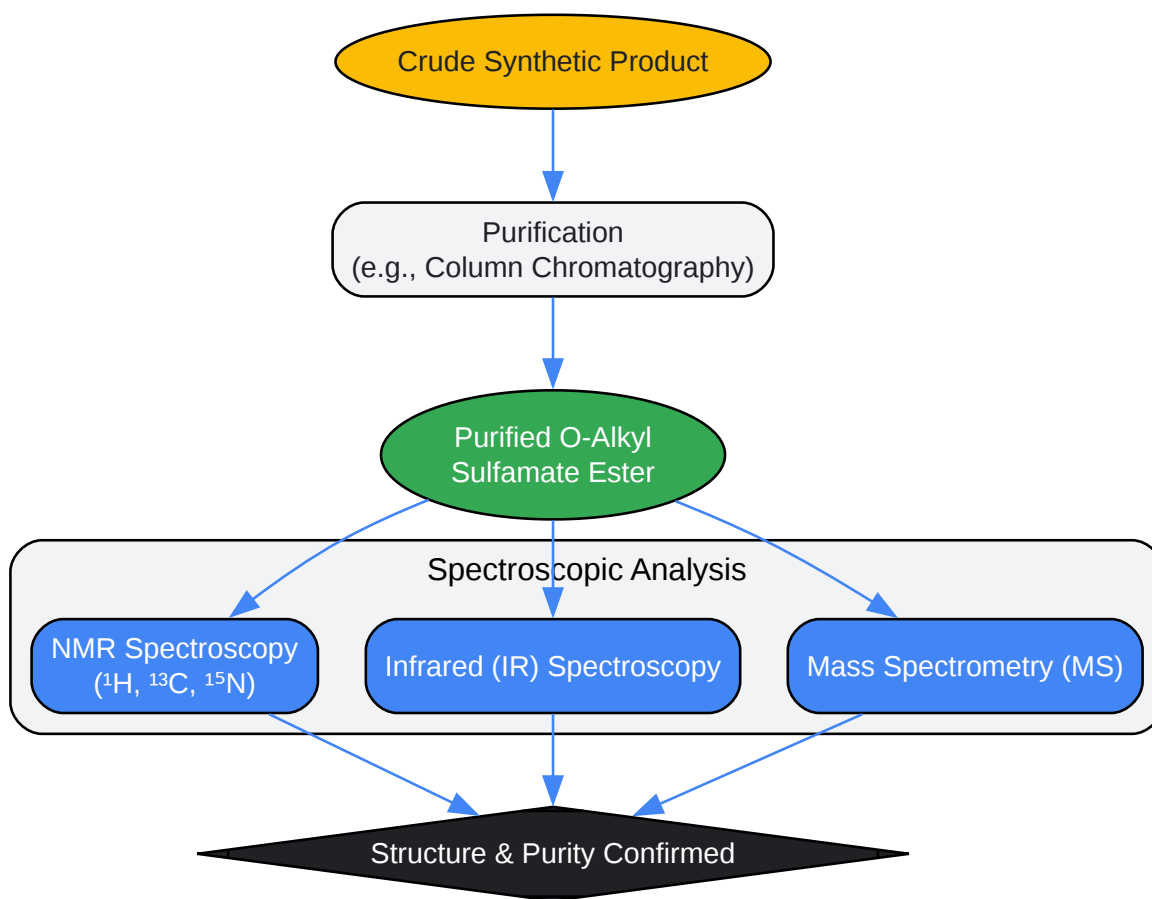 Crude Synthetic Product
Purification
(e.g., Column Chromatography)
Purified O-Alkyl
Sulfamate Ester
Spectroscopic Analysis
NMR Spectroscopy
(¹H, ¹³C, ¹⁵N)
Infrared (IR) Spectroscopy
Mass Spectrometry (MS)
Structure & Purity Confirmed